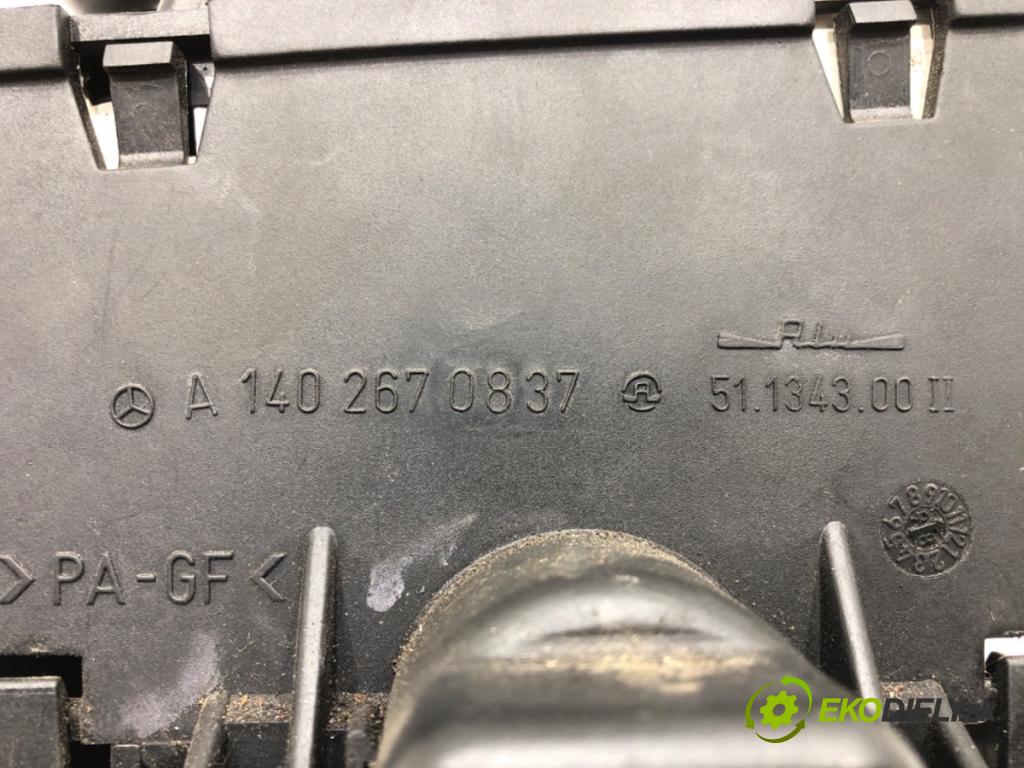 A 140 267 0837 51.1343.00 II
>PA-GF<
EKODIELY